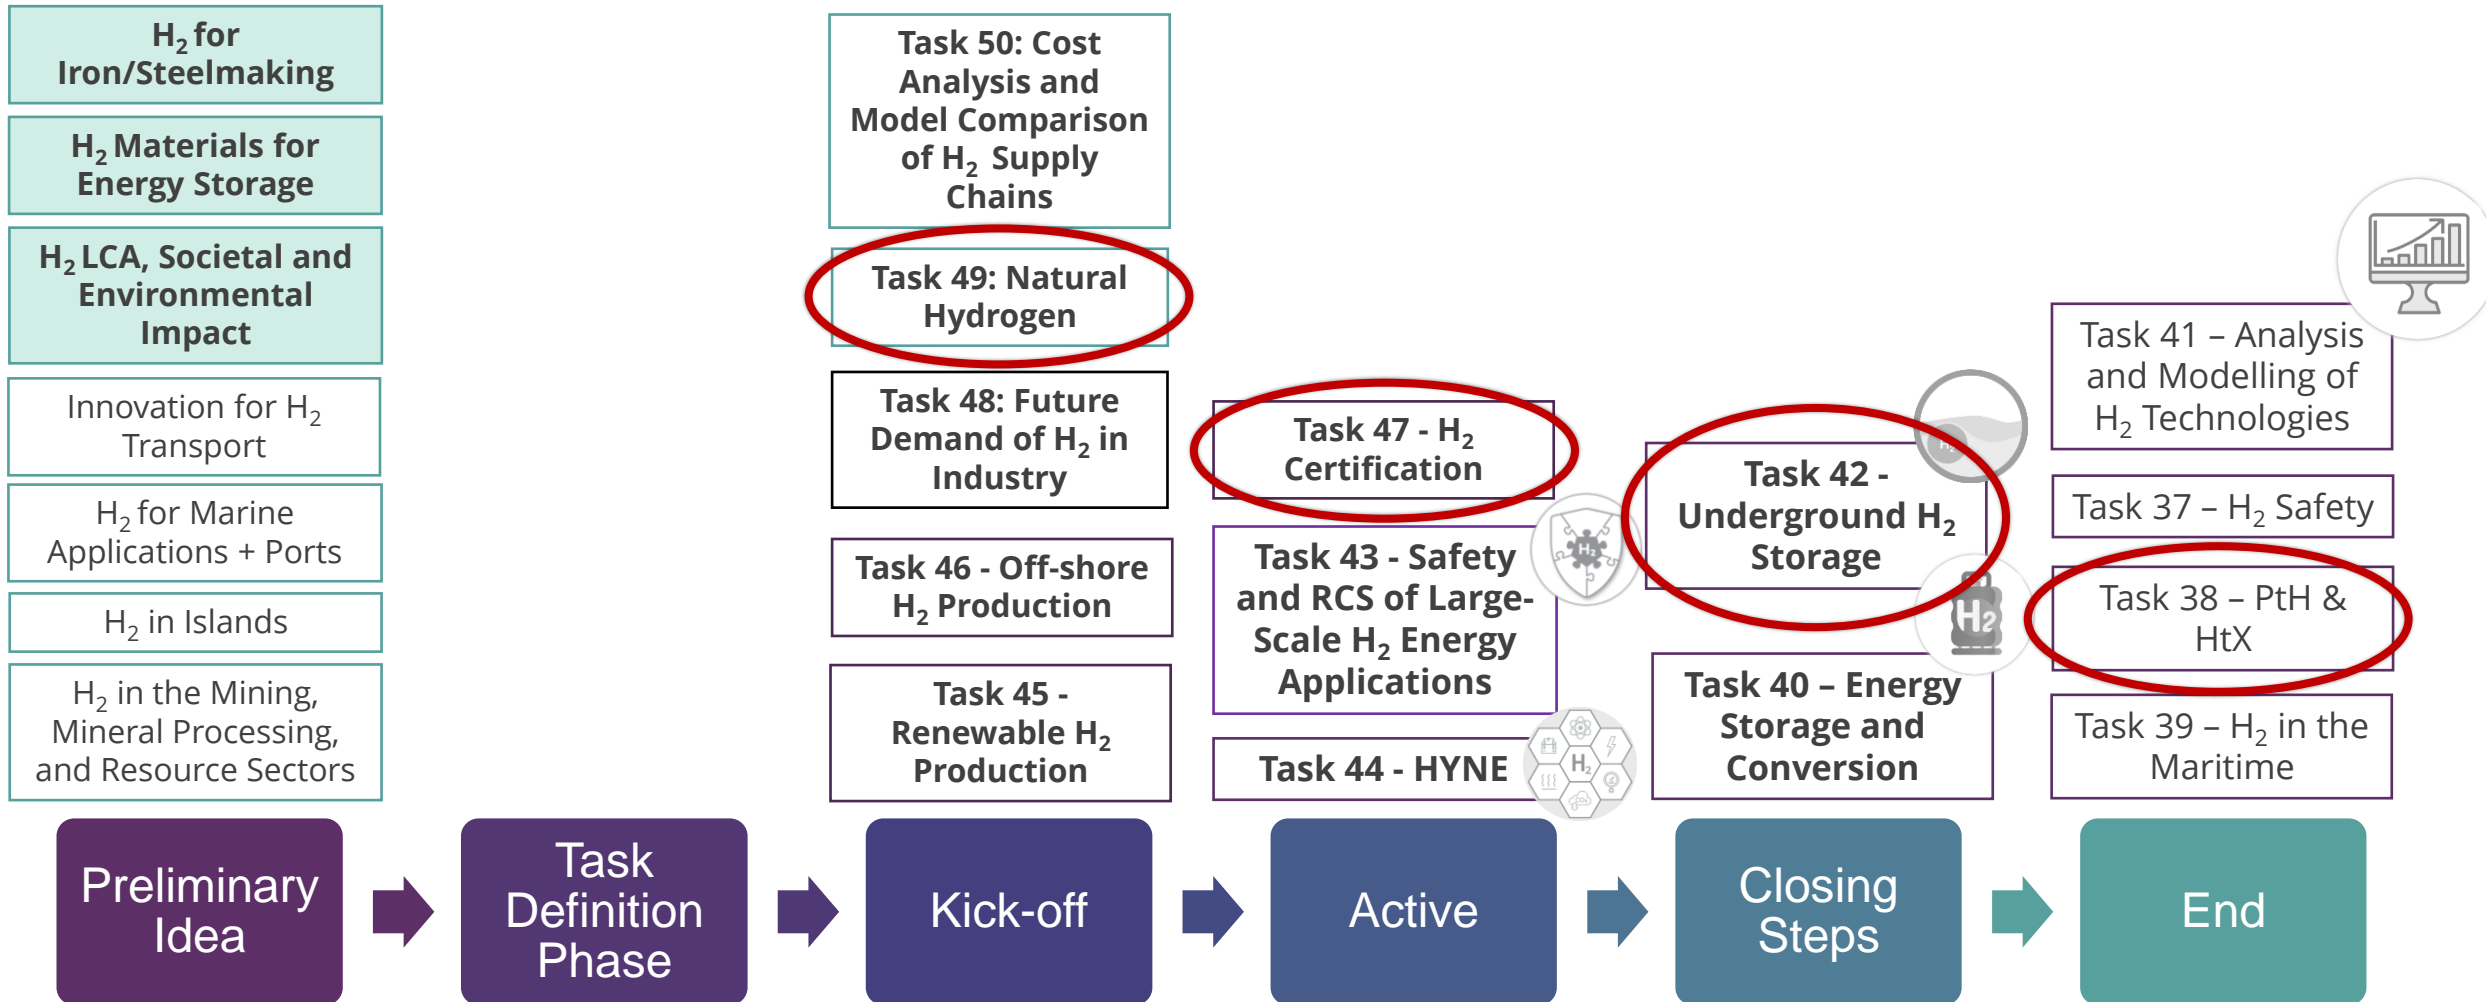 H₂ for
Iron/Steelmaking
H₂ Materials for
Energy Storage
H₂ LCA, Societal and
Environmental
Impact
Innovation for H₂
Transport
H₂ for Marine
Applications + Ports
H₂ in Islands
H₂ in the Mining,
Mineral Processing,
and Resource Sectors
Task 50: Cost
Analysis and
Model Comparison
of H₂ Supply
Chains
Task 49: Natural
Hydrogen
Task 48: Future
Demand of H₂ in
Industry
Task 46 - Off-shore
H₂ Production
Task 45 -
Renewable H₂
Production
Task 47 - H₂
Certification
Task 43 - Safety
and RCS of Large-
Scale H₂ Energy
Applications
H₂
Task 44 - HYNE
H₂
Task 42 -
Underground H₂
Storage
H₂
H₂
Task 40 – Energy
Storage and
Conversion
Task 41 – Analysis
and Modelling of
H₂ Technologies
Task 37 – H₂ Safety
Task 38 – PtH &
HtX
Task 39 – H₂ in the
Maritime
Preliminary
Idea
Task
Definition
Phase
Kick-off
Active
Closing
Steps
End